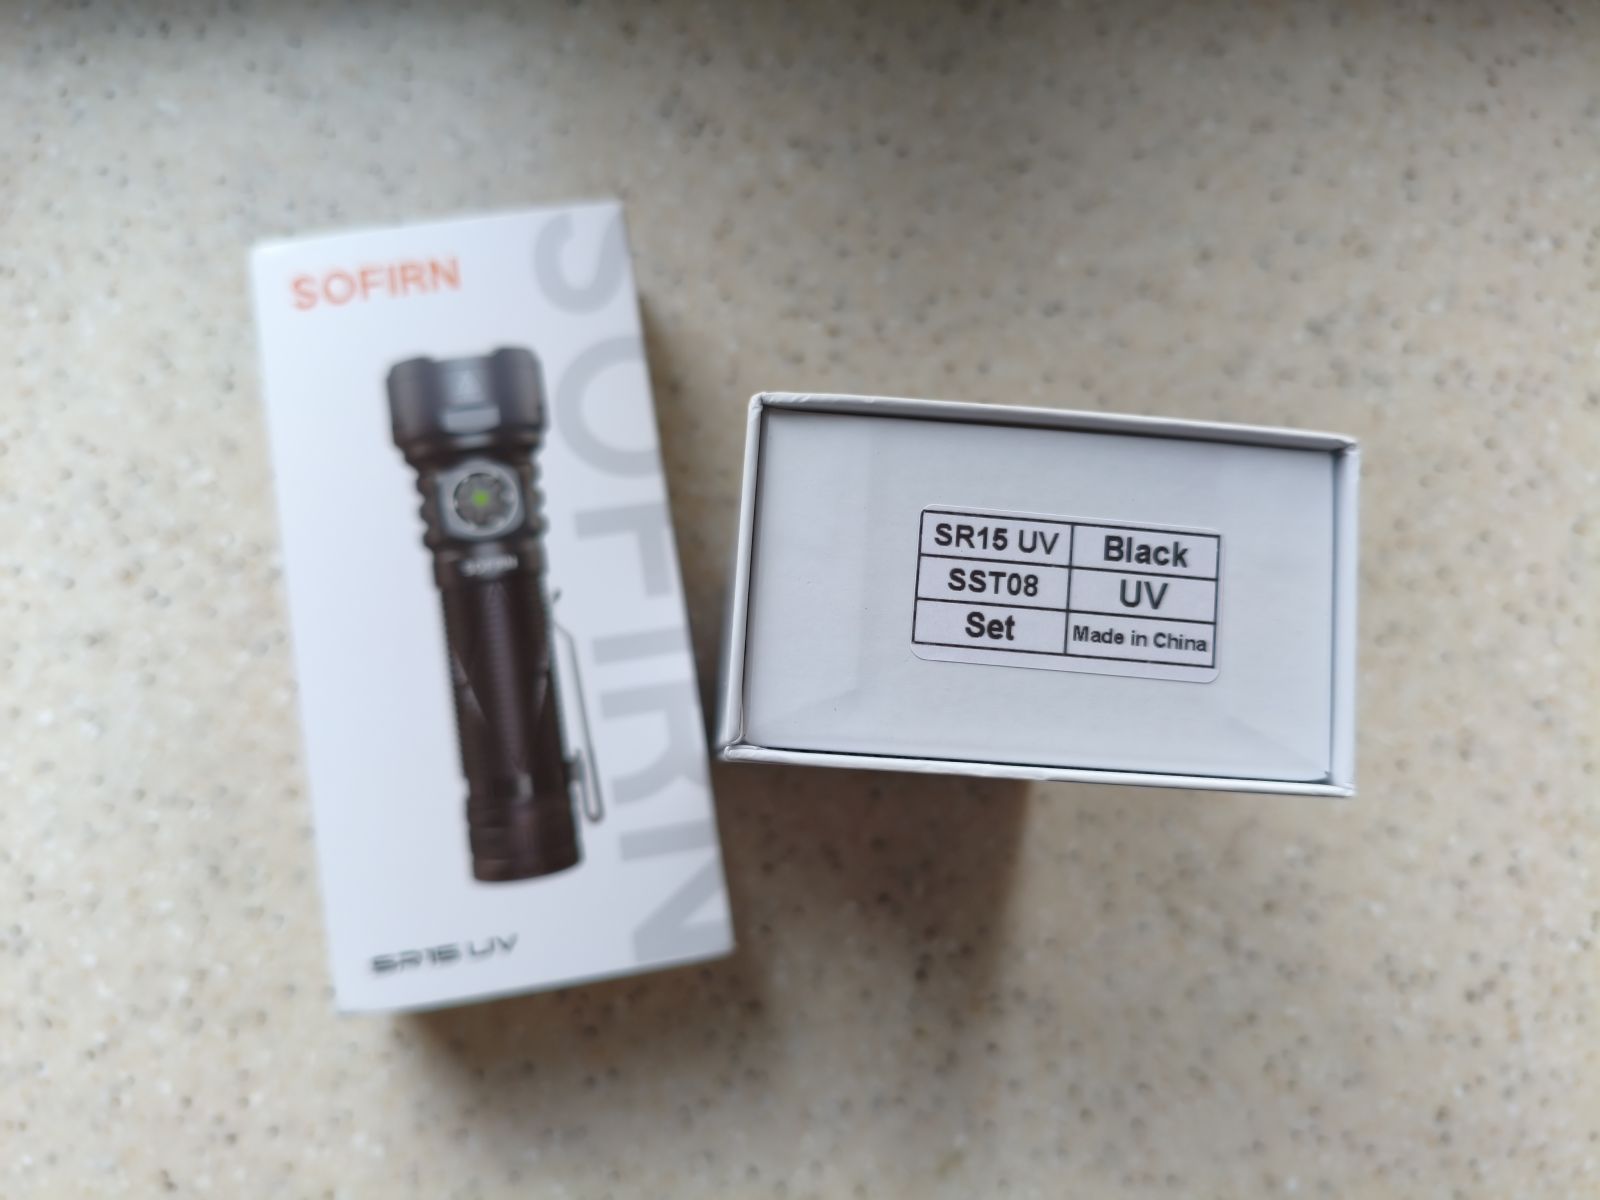 SOFIRN
SOFIRN
SOFIRN
SR15 UV
SR15 UV Black
SST08 UV
Set Made in China